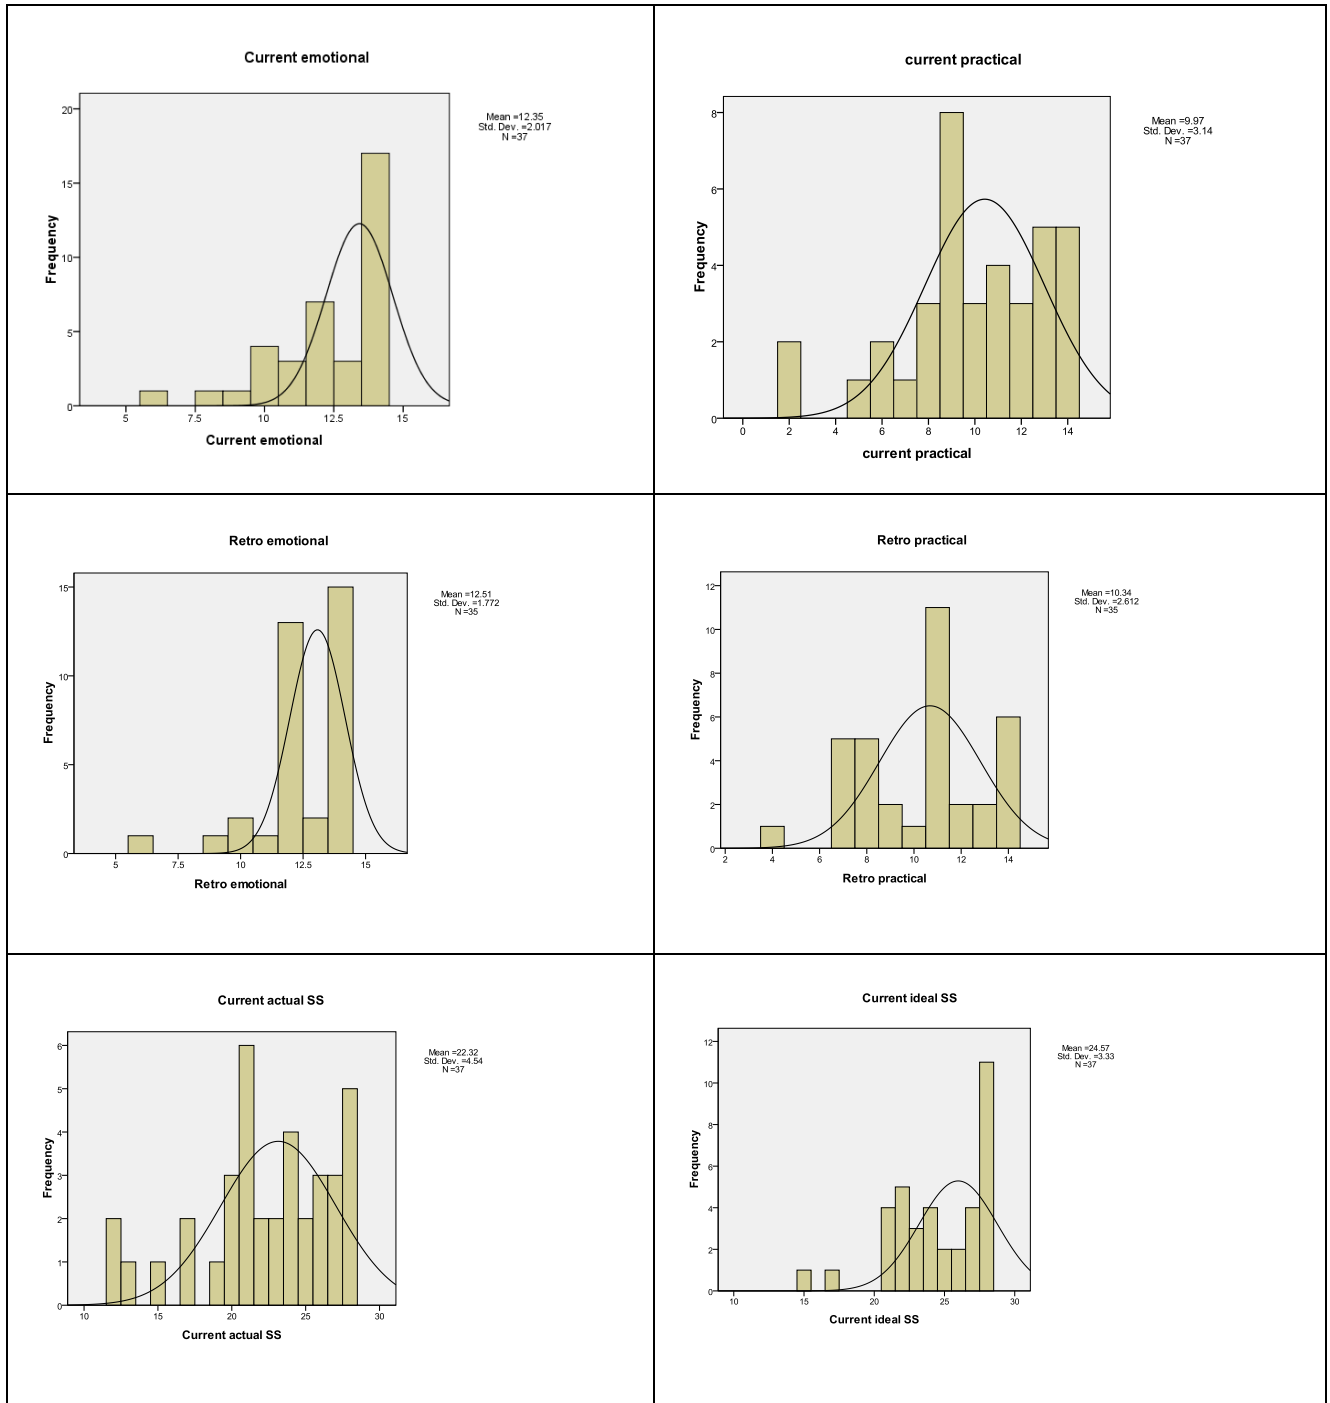 Current emotional
Mean =12.35
Std. Dev. =2.017
N =37
Frequency
20
15
10
5
0
5 7.5 10 12.5 15
Current emotional
current practical
Mean =9.97
Std. Dev. =3.14
N =37
Frequency
8
6
4
2
0
0 2 4 6 8 10 12 14
current practical
Retro emotional
Mean =12.51
Std. Dev. =1.772
N =35
Frequency
15
10
5
0
5 7.5 10 12.5 15
Retro emotional
Retro practical
Mean =10.34
Std. Dev. =2.612
N =35
Frequency
12
10
8
6
4
2
0
2 4 6 8 10 12 14
Retro practical
Current actual SS
Mean =22.32
Std. Dev. =4.54
N =37
Frequency
6
5
4
3
2
1
0
10 15 20 25 30
Current actual SS
Current ideal SS
Mean =24.57
Std. Dev. =3.33
N =37
Frequency
12
10
8
6
4
2
0
10 15 20 25 30
Current ideal SS